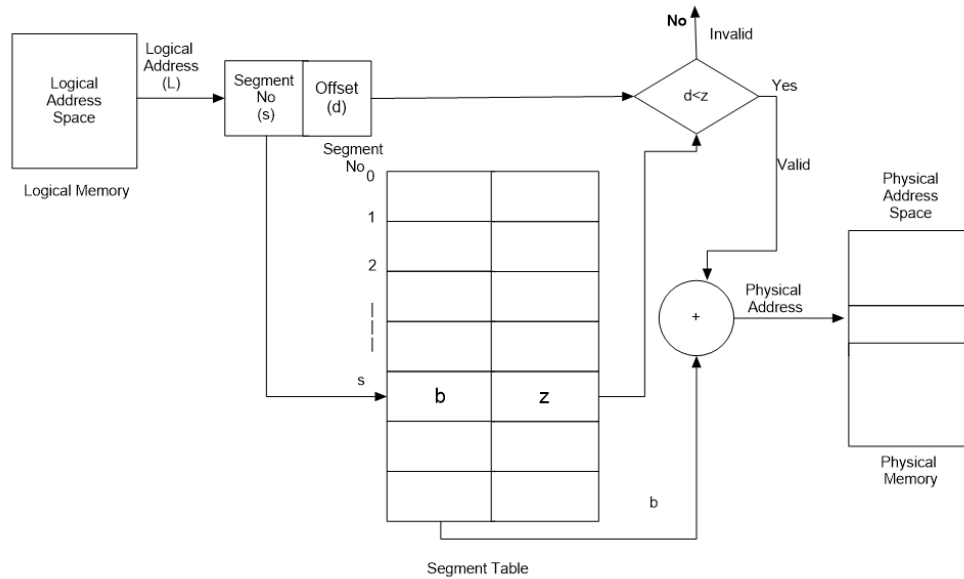 No
Invalid
Logical
Address
(L)
Logical
Address
Space
Segment
No
(s)
Offset
(d)
d<z
Yes
Logical Memory
Segment
No
0
Valid
1
2
Physical
Address
Space
Physical
Address
+
s
b
z
Physical
Memory
b
Segment Table